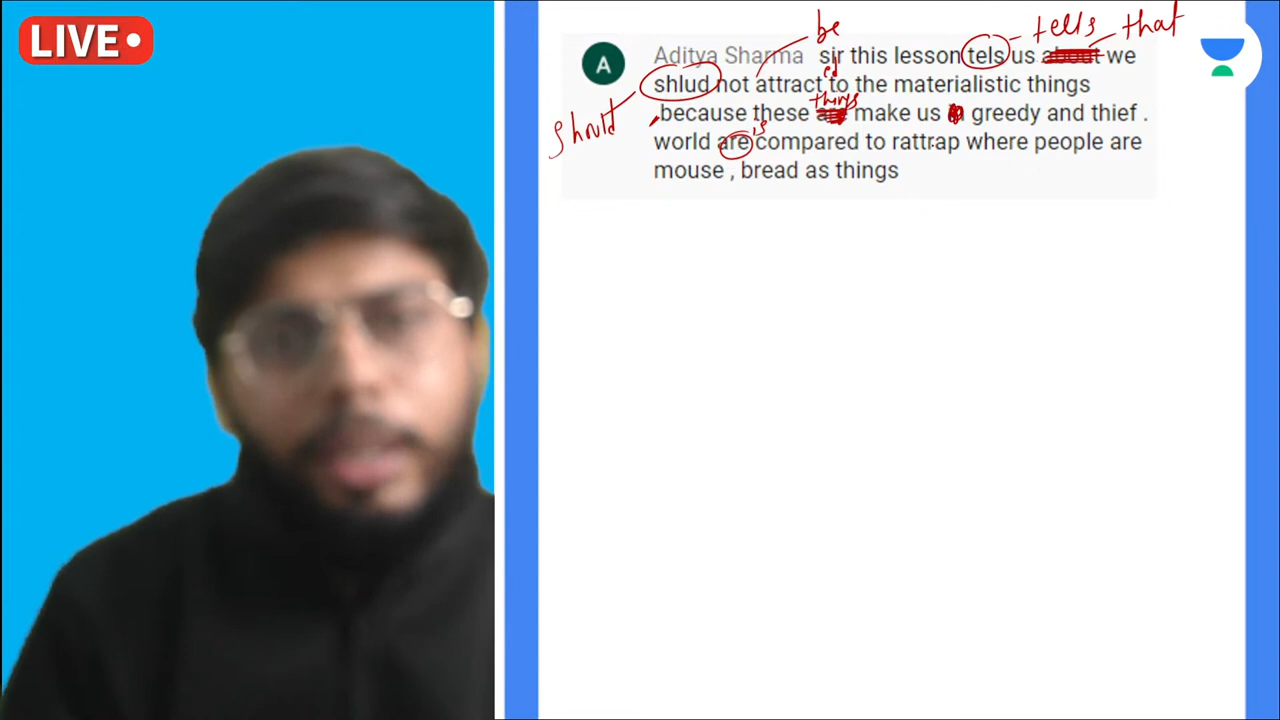 LIVE
be
tells that
A
Aditya Sharma sir this lesson tels us about we
ed
shlud not attract to the materialistic things
things
should
because these are make us a greedy and thief .
is
world are compared to rattrap where people are
mouse , bread as things